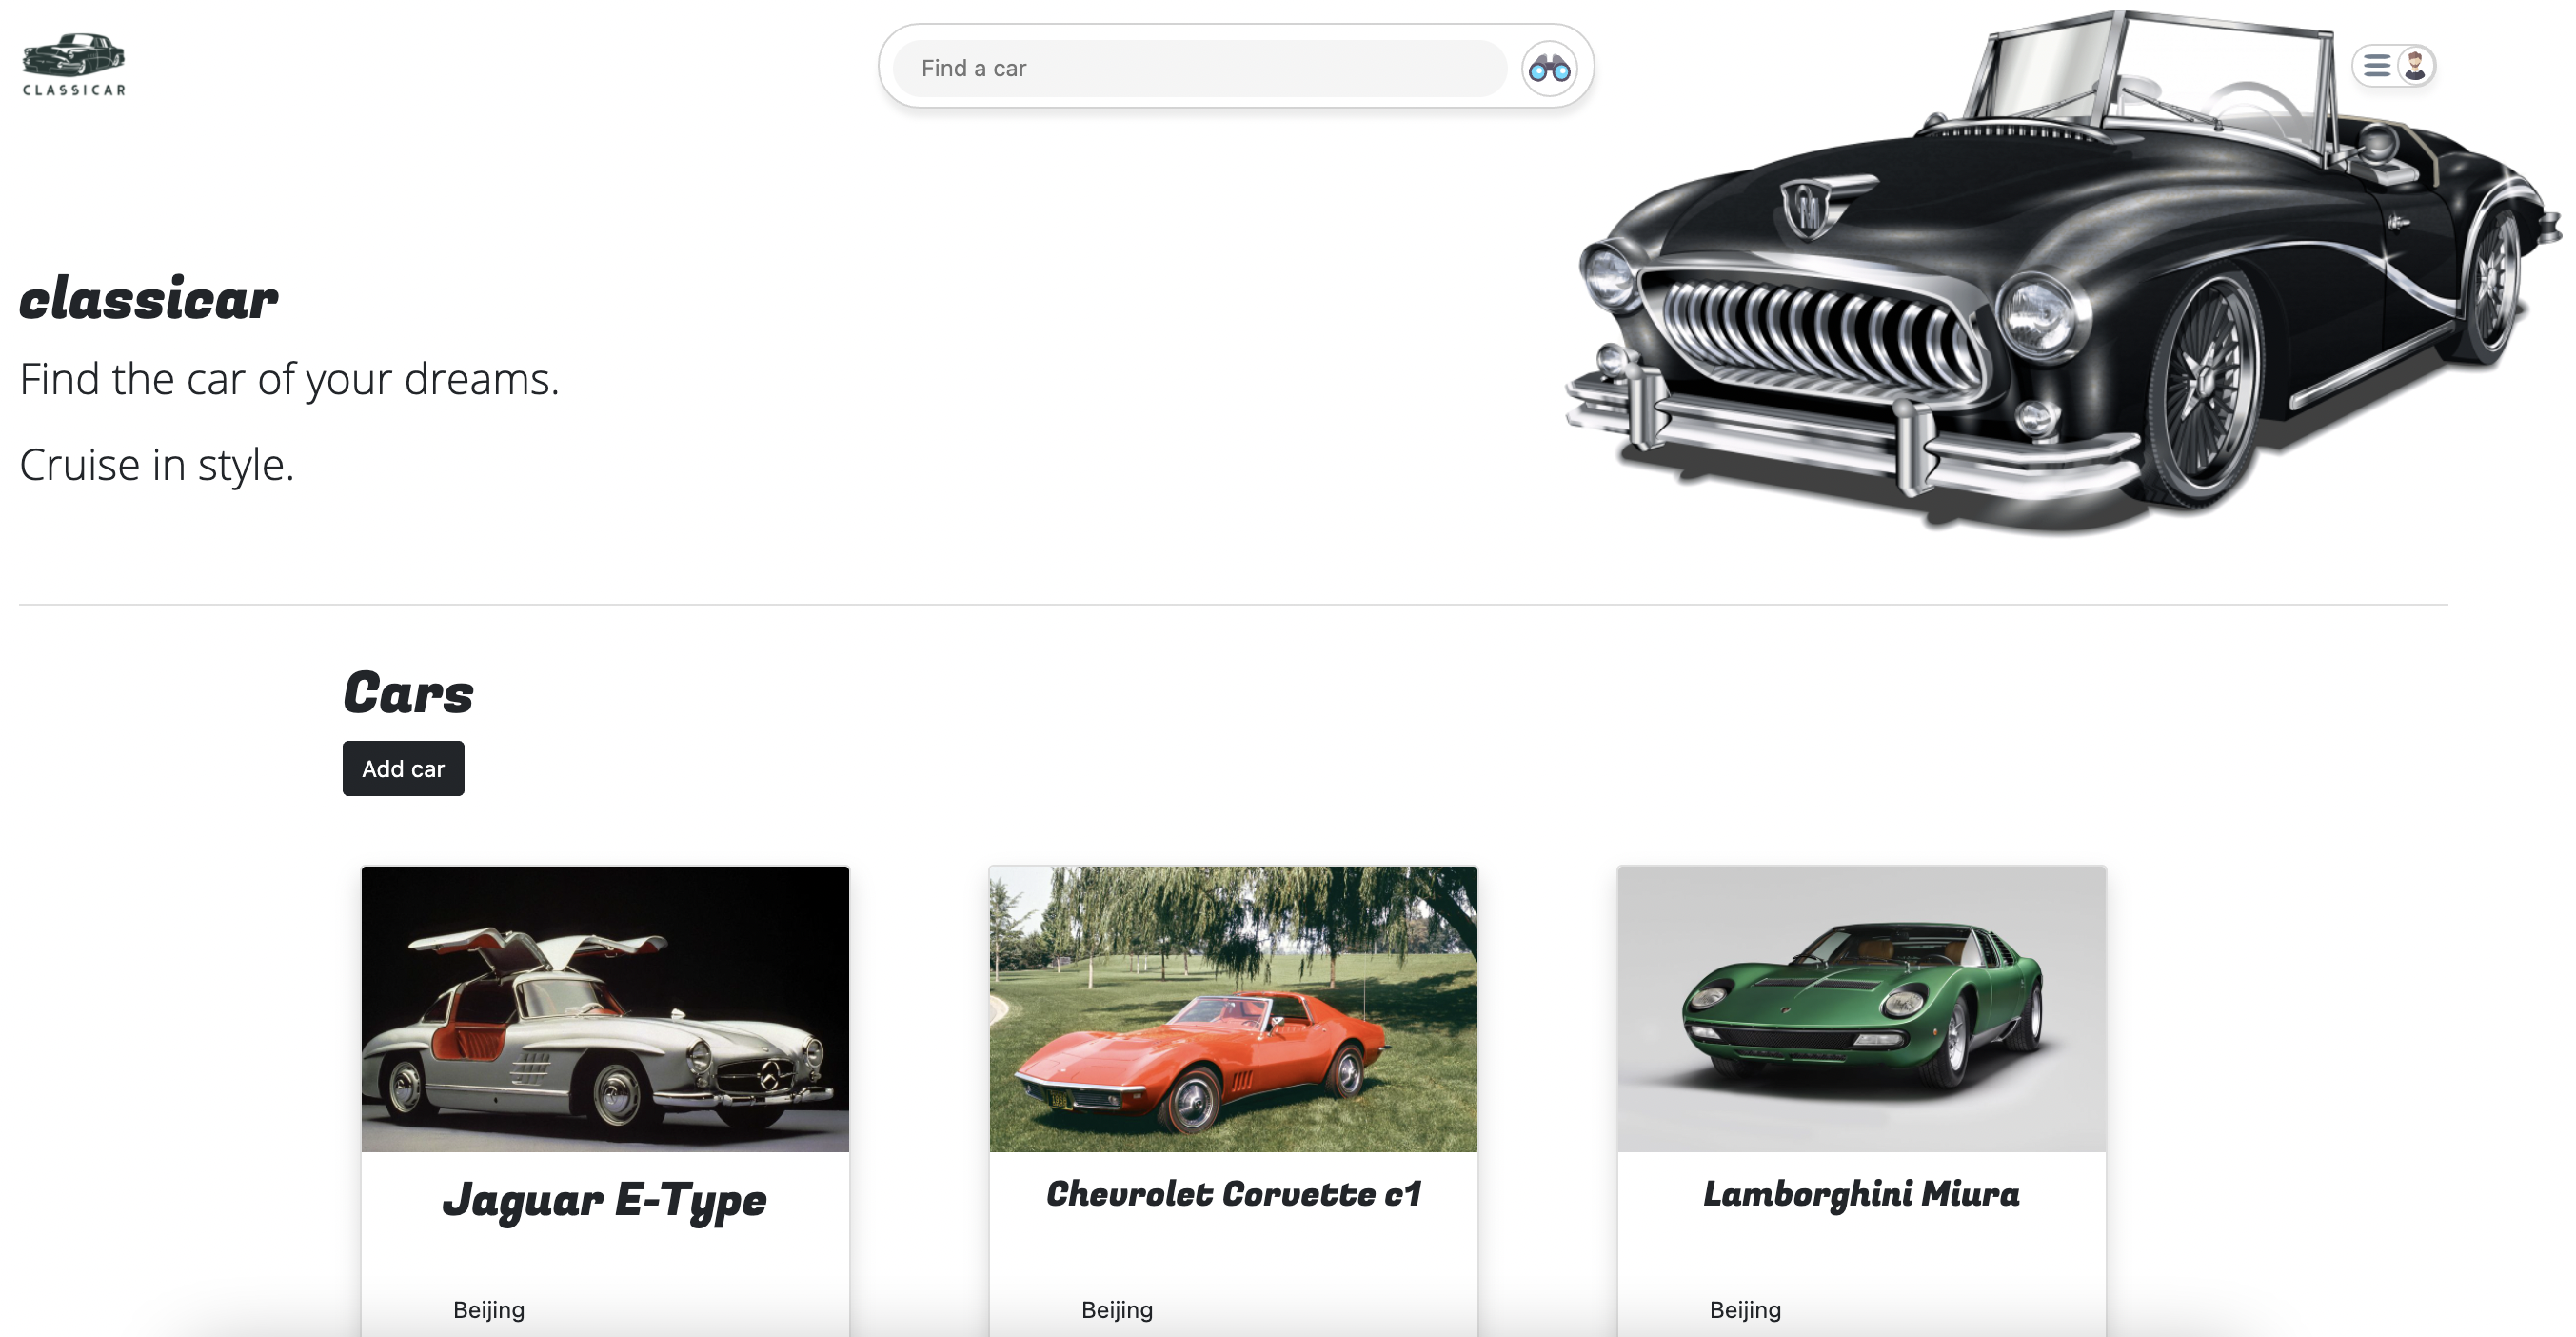 CLASSICAR
Find a car
classicar
Find the car of your dreams.
Cruise in style.
Cars
Add car
Jaguar E-Type
Chevrolet Corvette c1
Lamborghini Miura
Beijing
Beijing
Beijing